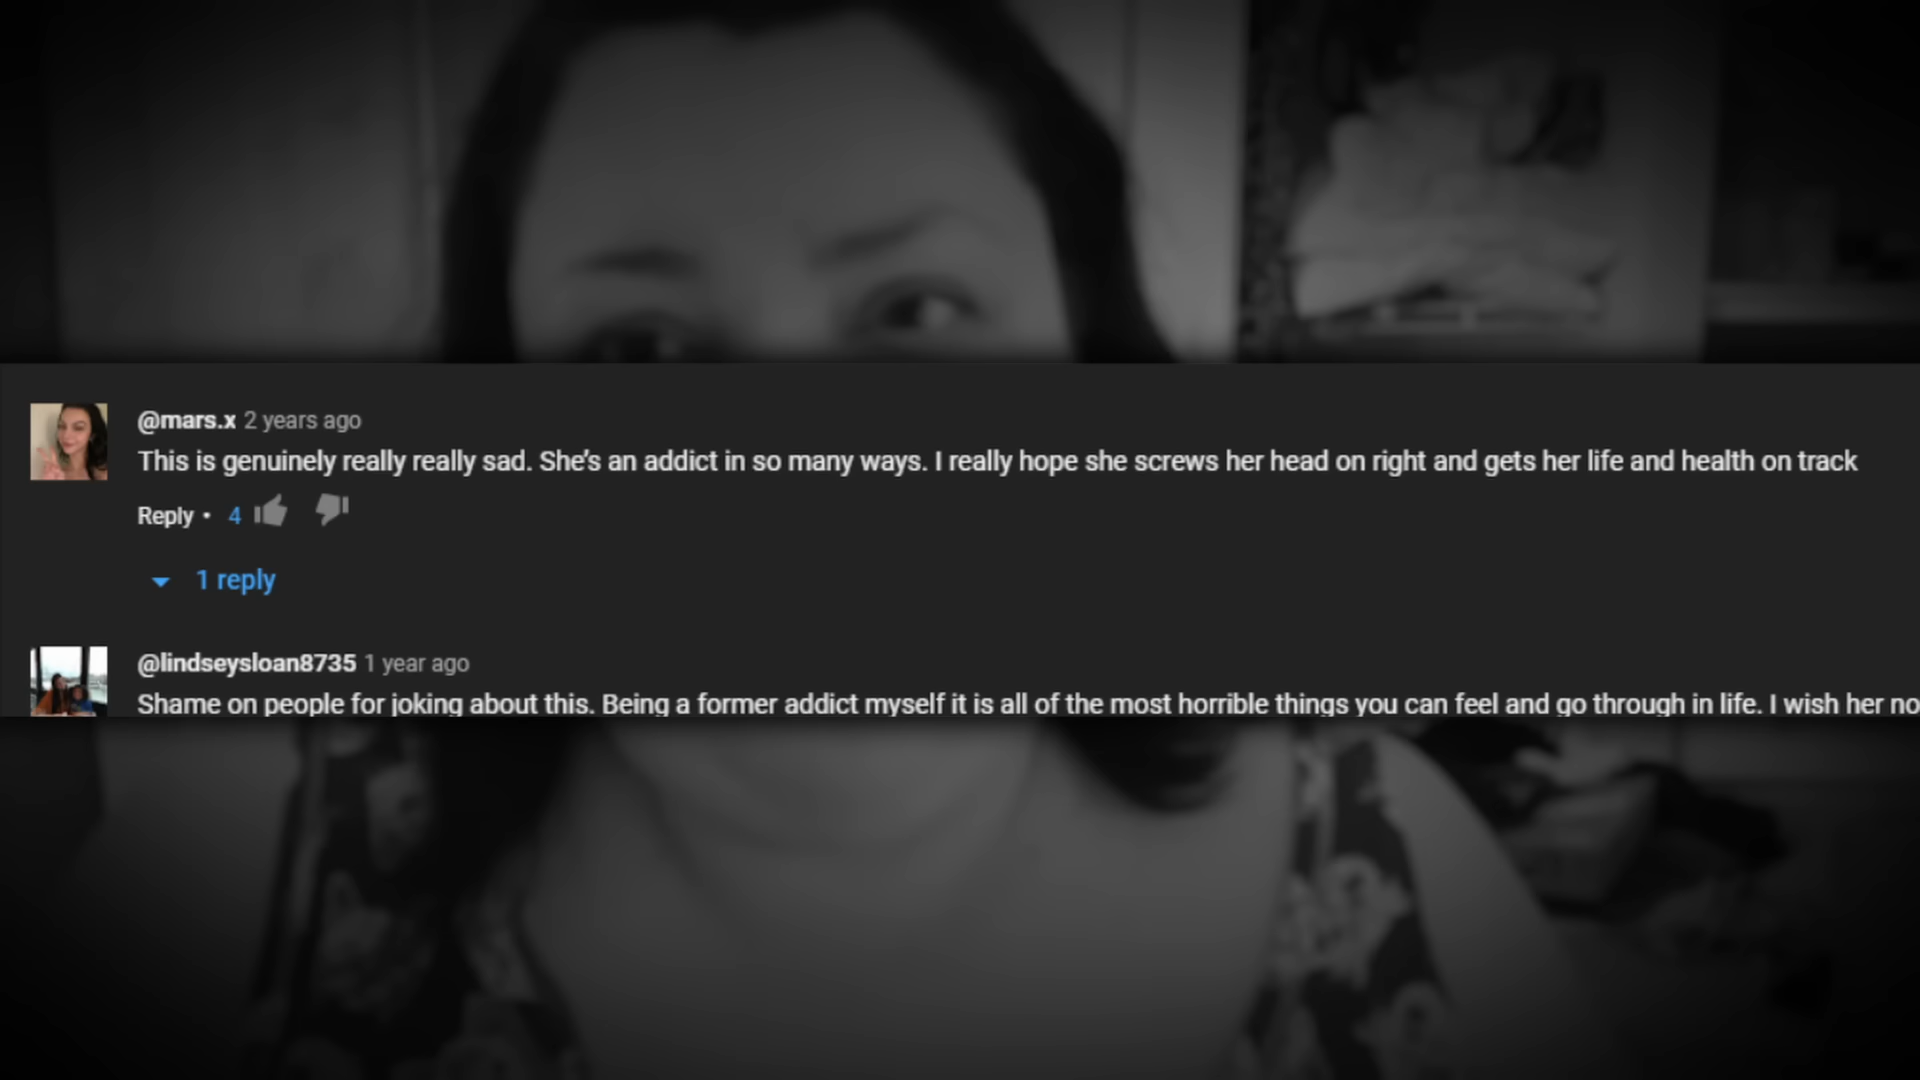 @mars.x 2 years ago
This is genuinely really really sad. She's an addict in so many ways. I really hope she screws her head on right and gets her life and health on track
Reply • 4
1 reply
@lindseysloan8735 1 year ago
Shame on people for joking about this. Being a former addict myself it is all of the most horrible things you can feel and go through in life. I wish her no